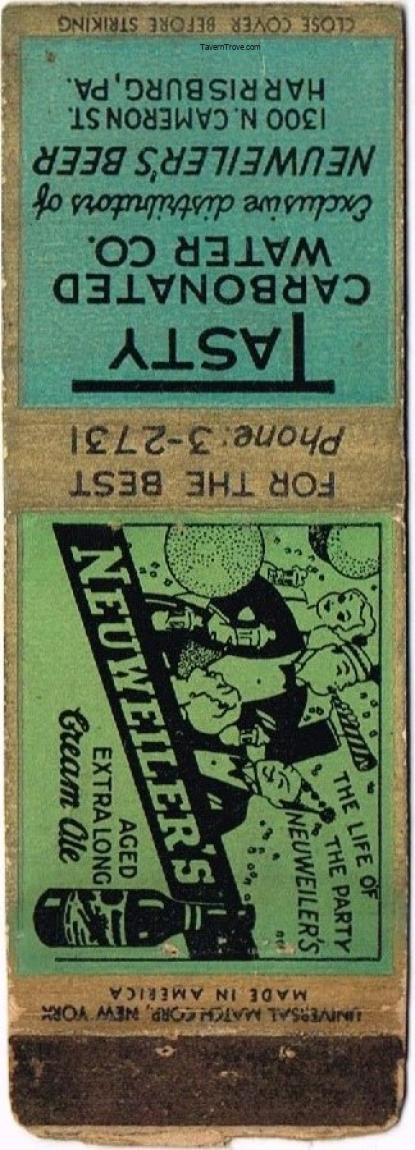 CLOSE COVER BEFORE STRIKING
TavernTrove.com
TASTY
CARBONATED
WATER CO.
Exclusive distributors of
NEUWEILER'S BEER
1300 N. CAMERON ST.
HARRISBURG, PA.
FOR THE BEST
Phone: 3-2731
THE LIFE OF
THE PARTY
NEUWEILER'S
NEUWEILER'S
AGED
EXTRA LONG
Cream Ale
MADE IN AMERICA
UNIVERSAL MATCH CORP., NEW YORK